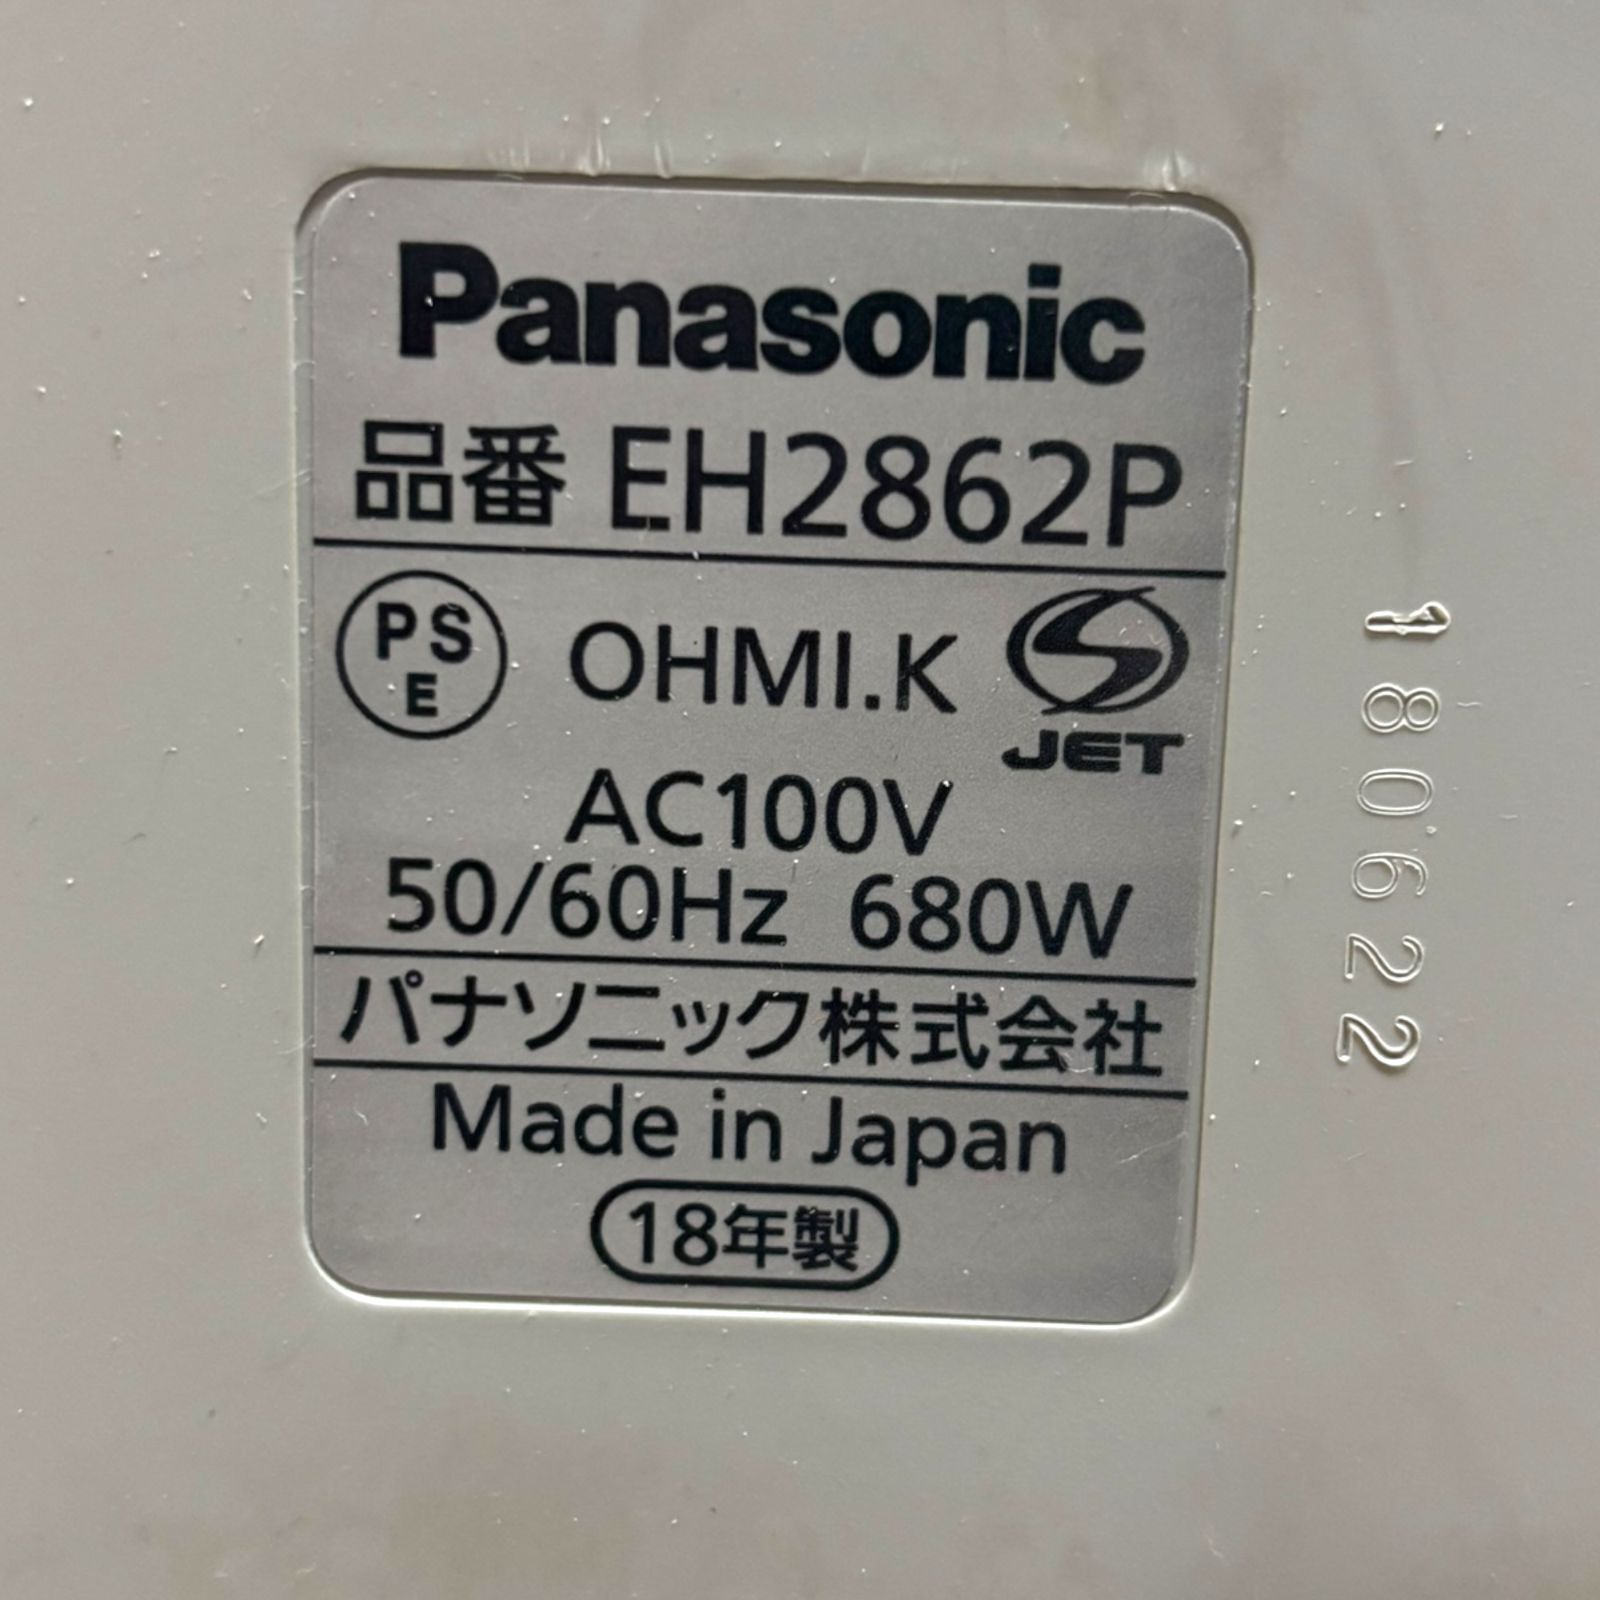 Panasonic
品番 EH2862P
PS
E
OHMI.K
JET
AC100V
50/60Hz 680W
パナソニック株式会社
Made in Japan
18年製
180622